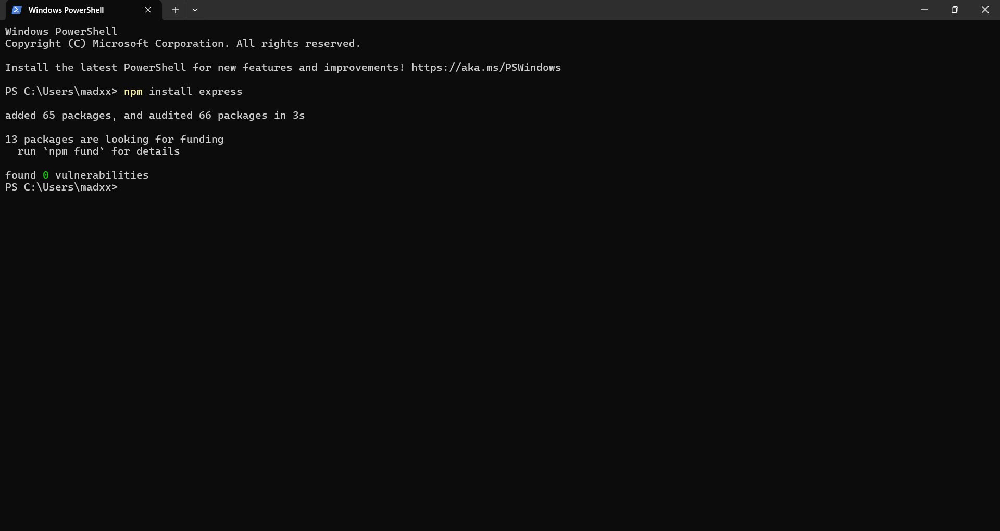 Windows PowerShell
Windows PowerShell
Copyright (C) Microsoft Corporation. All rights reserved.
Install the latest PowerShell for new features and improvements! https://aka.ms/PSWindows
PS C:\Users\madxx> npm install express
added 65 packages, and audited 66 packages in 3s
13 packages are looking for funding
  run `npm fund` for details
found 0 vulnerabilities
PS C:\Users\madxx>